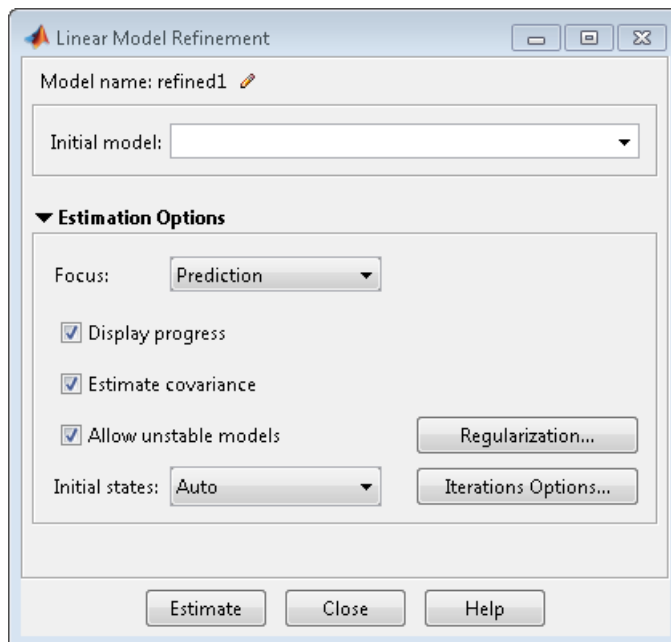 Linear Model Refinement
Model name: refined1
Initial model:
Estimation Options
Focus: Prediction
Display progress
Estimate covariance
Allow unstable models Regularization...
Initial states: Auto Iterations Options...
Estimate Close Help